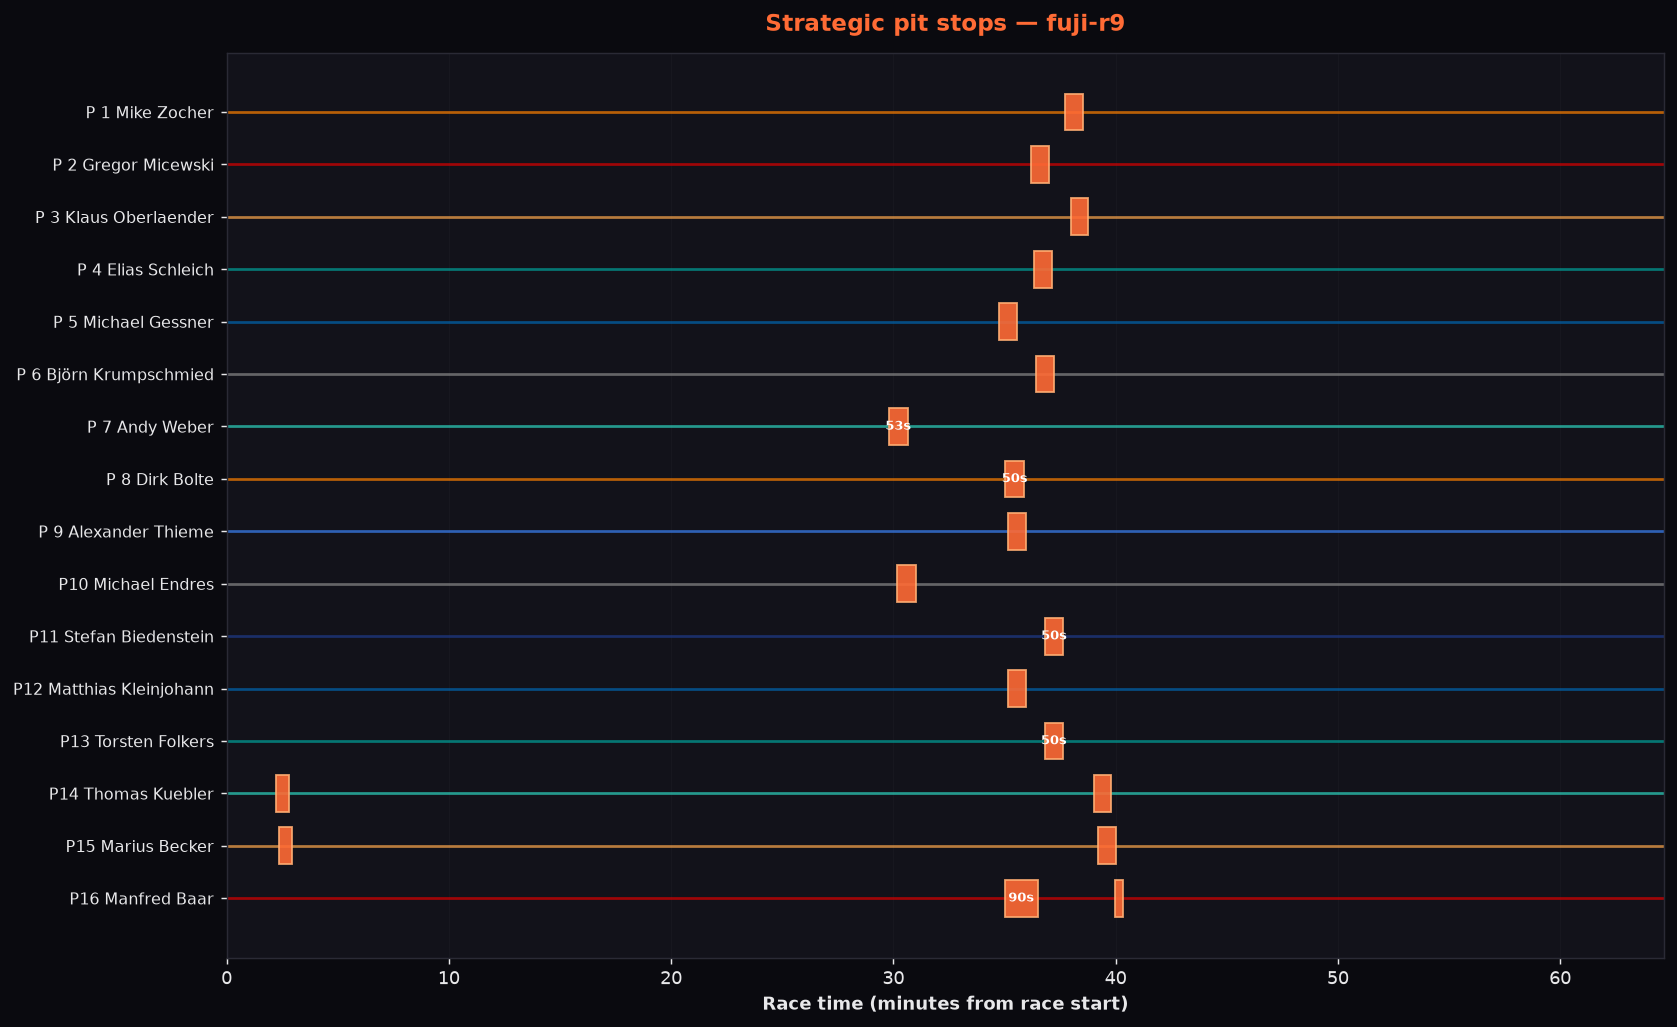 Strategic pit stops — fuji-r9
P 1 Mike Zocher
P 2 Gregor Micewski
P 3 Klaus Oberlaender
P 4 Elias Schleich
P 5 Michael Gessner
P 6 Björn Krumpschmied
P 7 Andy Weber 53s
P 8 Dirk Bolte 50s
P 9 Alexander Thieme
P10 Michael Endres
P11 Stefan Biedenstein 50s
P12 Matthias Kleinjohann
P13 Torsten Folkers 50s
P14 Thomas Kuebler
P15 Marius Becker
P16 Manfred Baar 90s
0 10 20 30 40 50 60
Race time (minutes from race start)